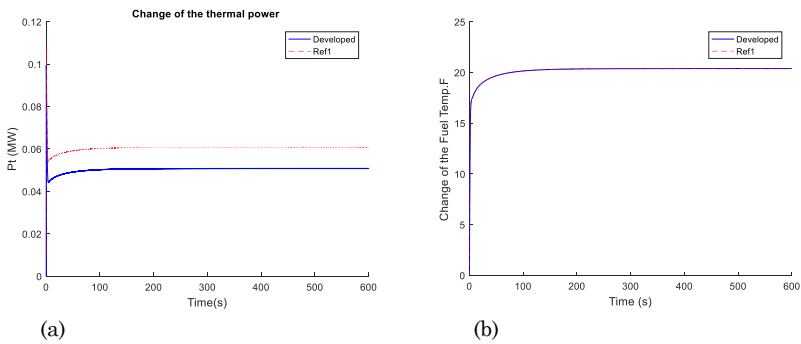 Change of the thermal power
Pt (MW)
0.12
0.1
0.08
0.06
0.04
0.02
0
0
100
200
300
400
500
600
Time(s)
Developed
Ref1
(a)
Change of the Fuel Temp.F
25
20
15
10
5
0
0
100
200
300
400
500
600
Time (s)
Developed
Ref1
(b)